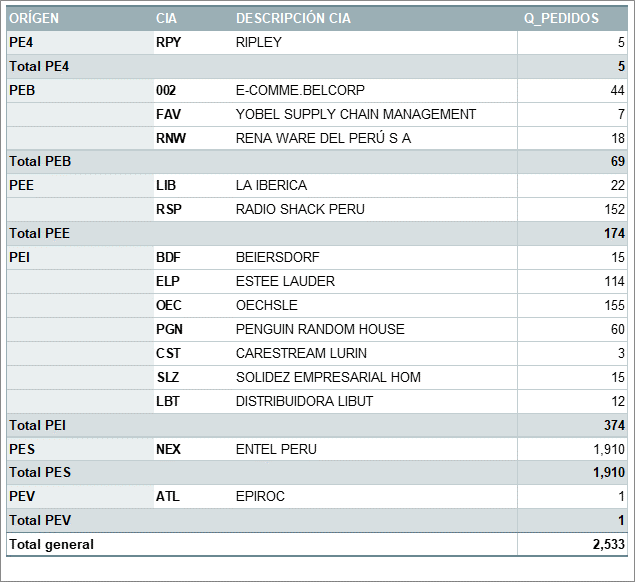 ORÍGEN CIA DESCRIPCIÓN CIA Q_PEDIDOS
PE4 RPY RIPLEY 5
Total PE4 5
PEB 002 E-COMME.BELCORP 44
FAV YOBEL SUPPLY CHAIN MANAGEMENT 7
RNW RENA WARE DEL PERÚ S A 18
Total PEB 69
PEE LIB LA IBERICA 22
RSP RADIO SHACK PERU 152
Total PEE 174
PEI BDF BEIERSDORF 15
ELP ESTEE LAUDER 114
OEC OECHSLE 155
PGN PENGUIN RANDOM HOUSE 60
CST CARESTREAM LURIN 3
SLZ SOLIDEZ EMPRESARIAL HOM 15
LBT DISTRIBUIDORA LIBUT 12
Total PEI 374
PES NEX ENTEL PERU 1,910
Total PES 1,910
PEV ATL EPIROC 1
Total PEV 1
Total general 2,533